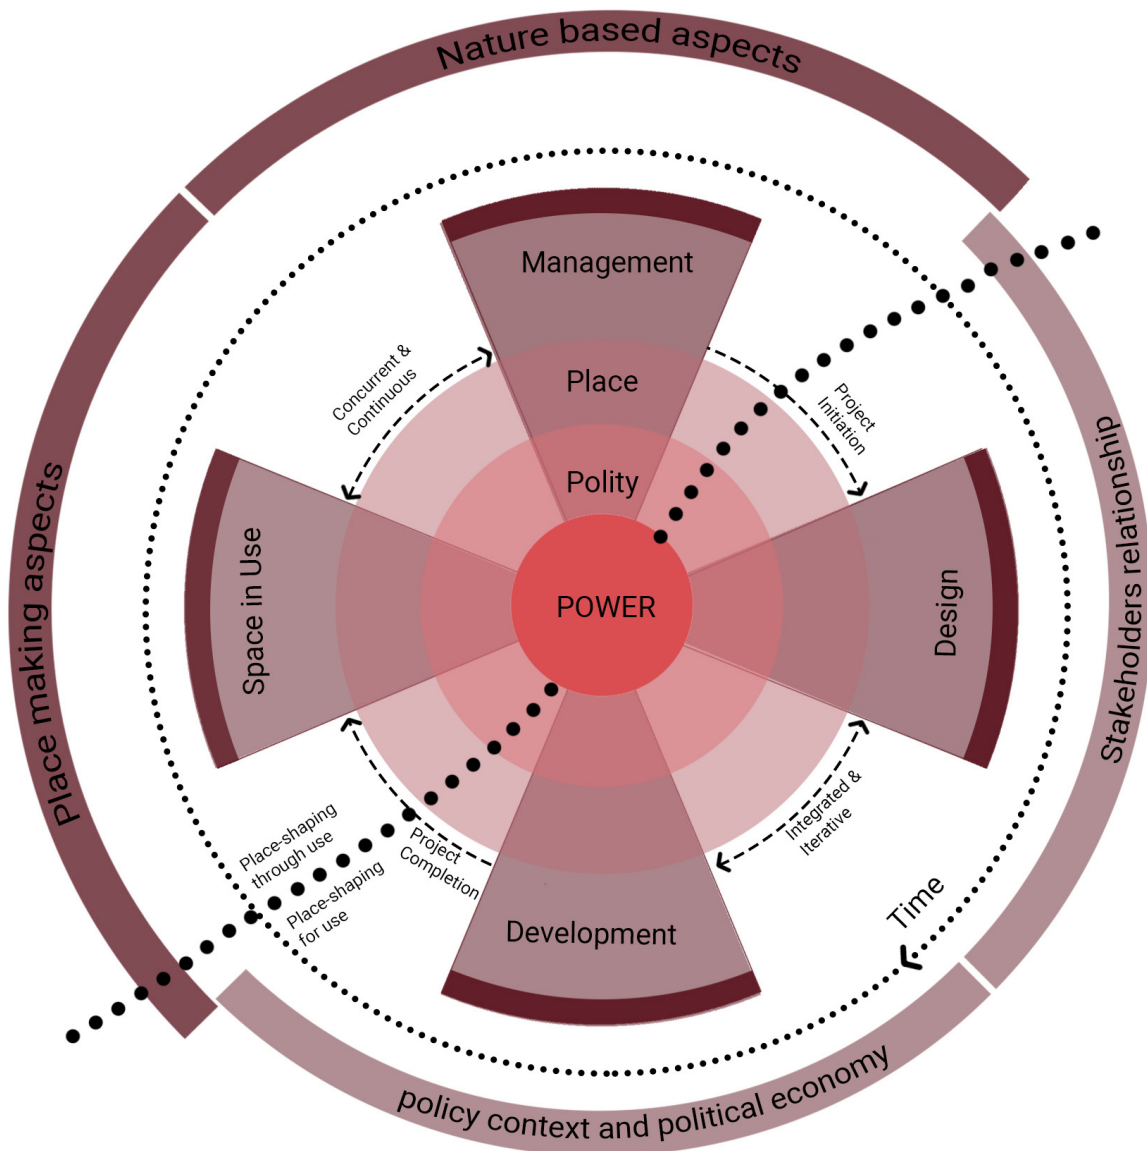 Nature based aspects
Management
Concurrent &
Continuous
Place
Project
Initiation
Polity
Place making aspects
Space in Use
POWER
Design
Stakeholders relationship
Place-shaping
through use
Project
Completion
Place-shaping
for use
Integrated &
Iterative
Time
Development
policy context and political economy